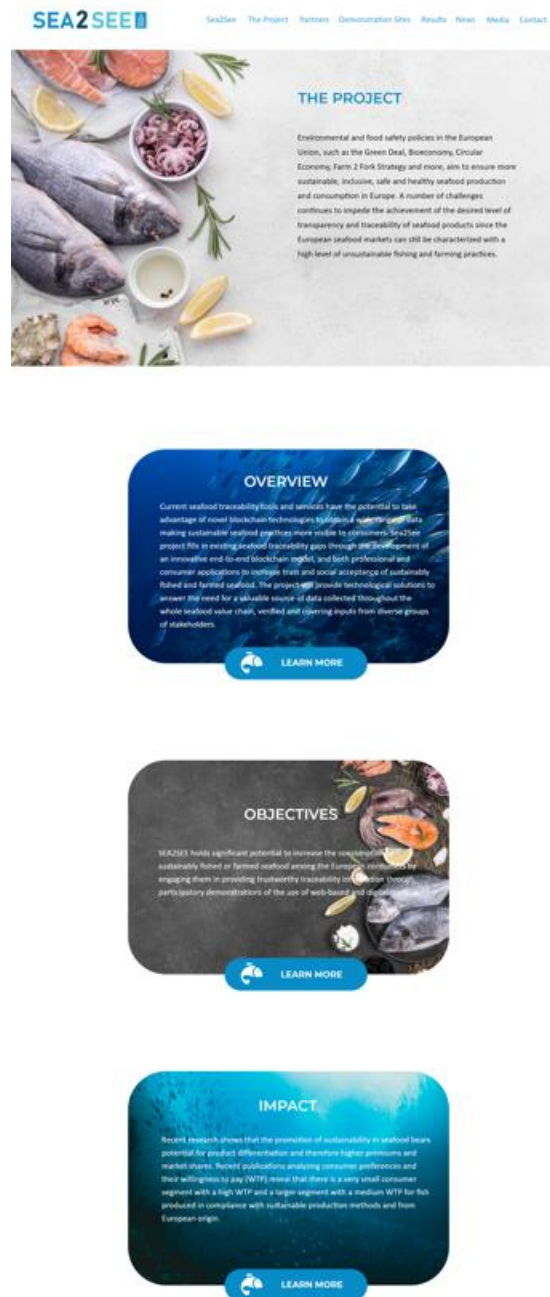 SEA2SEE
Sea2See The Project Partners Demonstration Sites Results News Media Contact
THE PROJECT
Environmental and food safety policies in the European
Union, such as the Green Deal, Bioeconomy, Circular
Economy, Farm 2 Fork Strategy and more, aim to ensure more
sustainable, inclusive, safe and healthy seafood production
and consumption in Europe. A number of challenges
continues to impede the achievement of the desired level of
transparency and traceability of seafood products since the
European seafood markets can still be characterized with a
high level of unsustainable fishing and farming practices.
OVERVIEW
Current seafood traceability tools and services have the potential to take
advantage of novel blockchain technologies to obtain a wide range of data
making sustainable seafood practices more visible to consumers. Sea2See
project fills in existing seafood traceability gaps through the development of
an innovative end-to-end blockchain model, and both professional and
consumer applications to increase trust and social acceptance of sustainably
fished and farmed seafood. The project will provide technological solutions to
answer the need for a valuable source of data collected throughout the
whole seafood value chain, verified and covering inputs from diverse groups
of stakeholders.
LEARN MORE
OBJECTIVES
SEA2SEE holds significant potential to increase the consumption of
sustainably fished or farmed seafood among the European consumers by
engaging them in providing trustworthy traceability information through
participatory demonstrations of the use of web-based and digital
LEARN MORE
IMPACT
Recent research shows that the promotion of sustainability in seafood bears
potential for product differentiation and therefore higher premiums and
market shares. Recent publications analyzing consumer preferences and
their willingness to pay (WTP) reveal that there is a very small consumer
segment with a high WTP and a larger segment with a medium WTP for fish
produced in compliance with sustainable production methods and from
European origin.
LEARN MORE